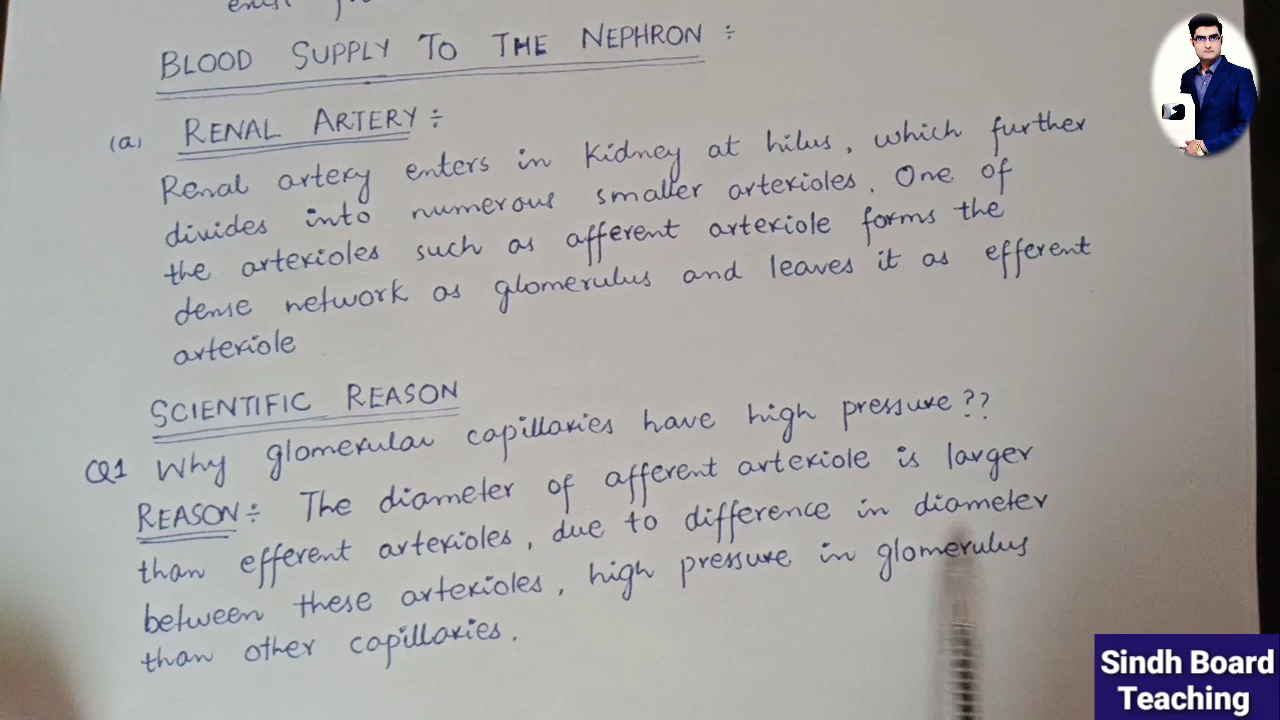 BLOOD SUPPLY TO THE NEPHRON ÷
(a) RENAL ARTERY ÷
Renal artery enters in kidney at hilus, which further
divides into numerous smaller arterioles. One of
the arterioles such as afferent arteriole forms the
dense network as glomerulus and leaves it as efferent
arteriole
SCIENTIFIC REASON
Q1 Why glomerular capillaries have high pressure??
REASON ÷ The diameter of afferent arteriole is larger
than efferent arterioles, due to difference in diameter
between these arterioles, high pressure in glomerulus
than other capillaries.
Sindh Board
Teaching